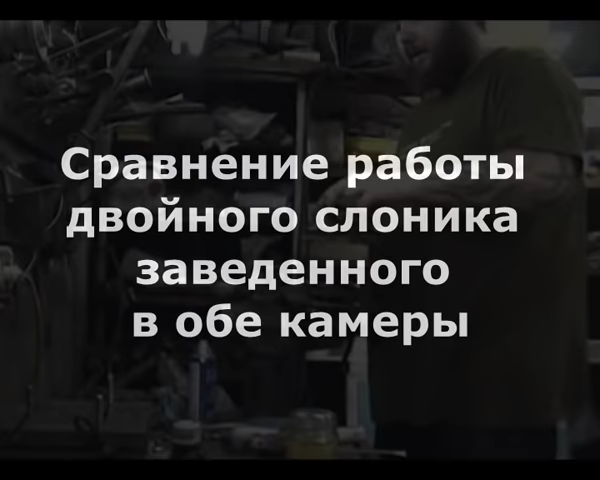 Сравнение работы
двойного слоника
заведенного
в обе камеры